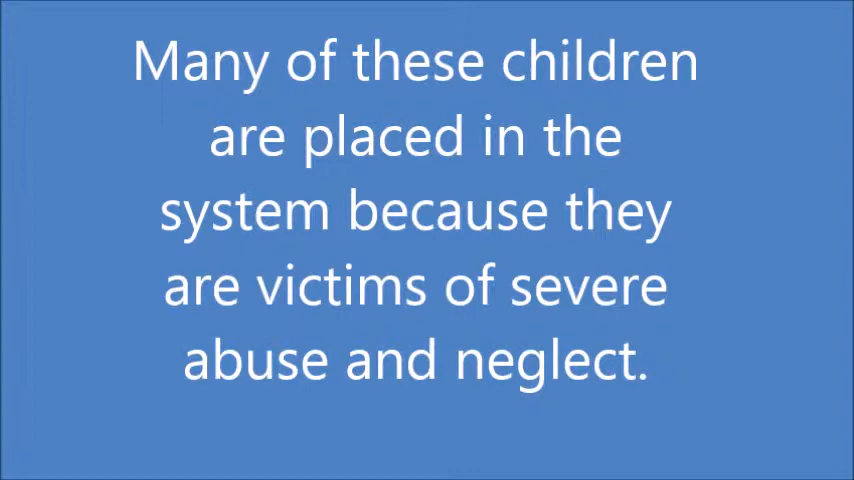 Many of these children
are placed in the
system because they
are victims of severe
abuse and neglect.